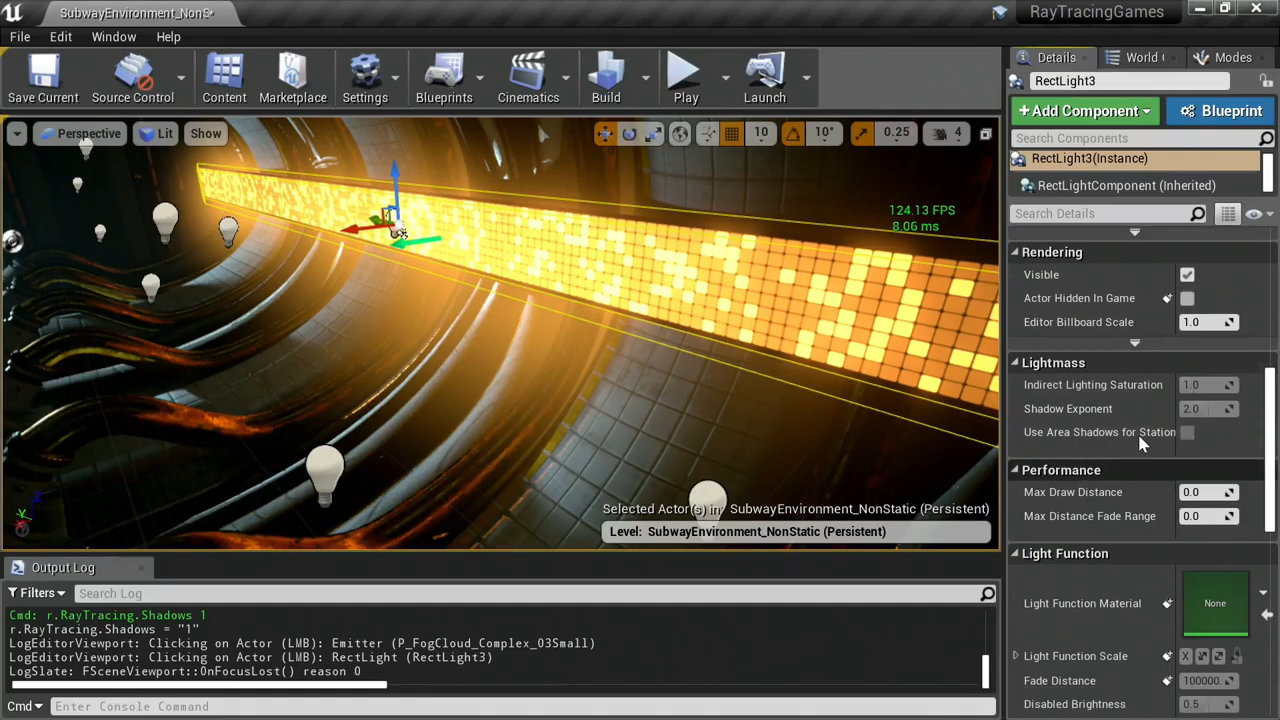 SubwayEnvironment_NonS*
RayTracingGames
File Edit Window Help
Save Current Source Control Content Marketplace Settings Blueprints Cinematics Build Play Launch
Perspective Lit Show 10 10° 0.25 4
124.13 FPS
8.06 ms
Selected Actor(s) in: SubwayEnvironment_NonStatic (Persistent)
Level: SubwayEnvironment_NonStatic (Persistent)
Output Log
Filters Search Log
Cmd: r.RayTracing.Shadows 1
r.RayTracing.Shadows = "1"
LogEditorViewport: Clicking on Actor (LMB): Emitter (P_FogCloud_Complex_03Small)
LogEditorViewport: Clicking on Actor (LMB): RectLight (RectLight3)
LogSlate: FSceneViewport::OnFocusLost() reason 0
Cmd Enter Console Command
Details World Modes
RectLight3
+Add Component Blueprint
Search Components
RectLight3(Instance)
RectLightComponent (Inherited)
Search Details
Rendering
Visible
Actor Hidden In Game
Editor Billboard Scale 1.0
Lightmass
Indirect Lighting Saturation 1.0
Shadow Exponent 2.0
Use Area Shadows for Station
Performance
Max Draw Distance 0.0
Max Distance Fade Range 0.0
Light Function
Light Function Material None
Light Function Scale X
Fade Distance 100000.
Disabled Brightness 0.5